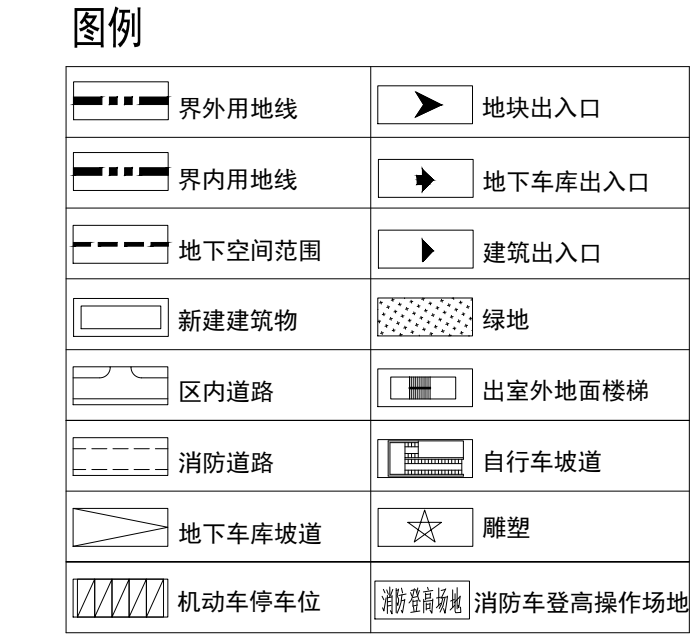 图例
界外用地线 地块出入口
界内用地线 地下车库出入口
地下空间范围 建筑出入口
新建建筑物 绿地
区内道路 出室外地面楼梯
消防道路 自行车坡道
地下车库坡道 雕塑
机动车停车位 消防登高场地 消防车登高操作场地